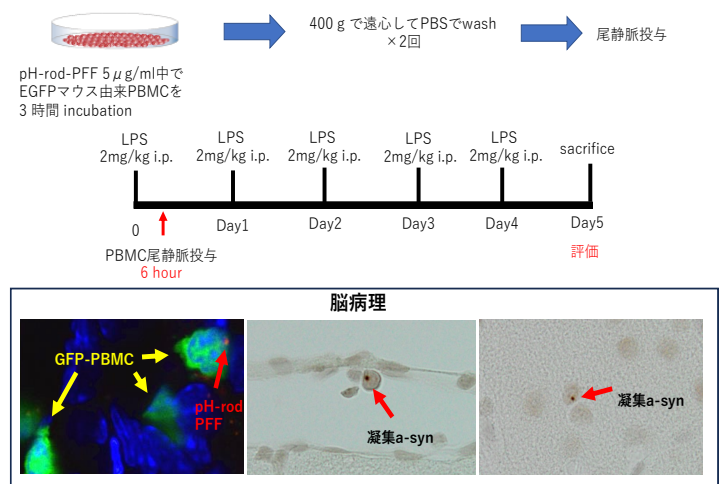 400 g で遠心してPBSでwash
×2回
尾静脈投与
pH-rod-PFF 5μg/ml中で
EGFPマウス由来PBMCを
3 時間 incubation
LPS
2mg/kg i.p.
LPS
2mg/kg i.p.
LPS
2mg/kg i.p.
LPS
2mg/kg i.p.
LPS
2mg/kg i.p.
sacrifice
0
Day1
Day2
Day3
Day4
Day5
PBMC尾静脈投与
6 hour
評価
脳病理
GFP-PBMC
pH-rod
PFF
凝集a-syn
凝集a-syn